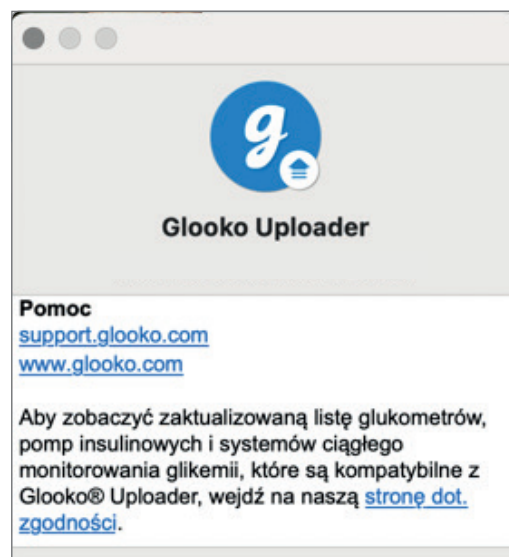 g
Glooko Uploader
Pomoc
support.glooko.com
www.glooko.com
Aby zobaczyć zaktualizowaną listę glukometrów,
pomp insulinowych i systemów ciągłego
monitorowania glikemii, które są kompatybilne z
Glooko® Uploader, wejdź na naszą stronę dot.
zgodności.